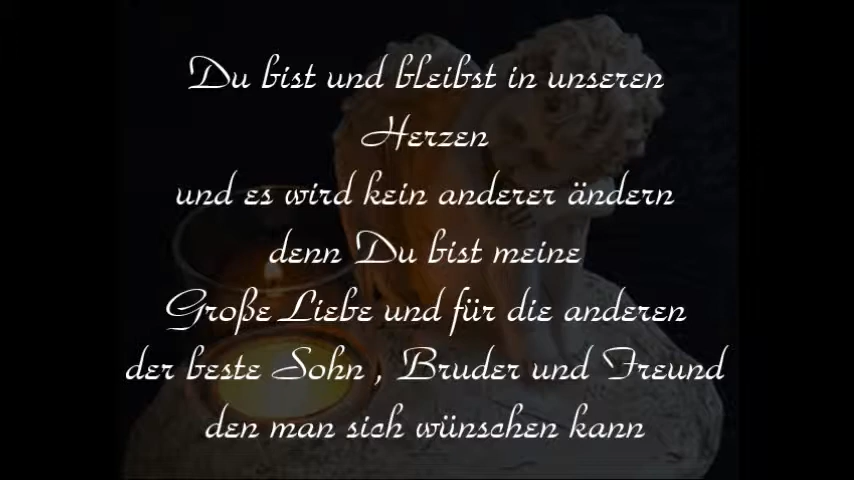 Du bist und bleibst in unseren
Herzen
und es wird kein anderer ändern
denn Du bist meine
Große Liebe und für die anderen
der beste Sohn , Bruder und Freund
den man sich wünschen kann